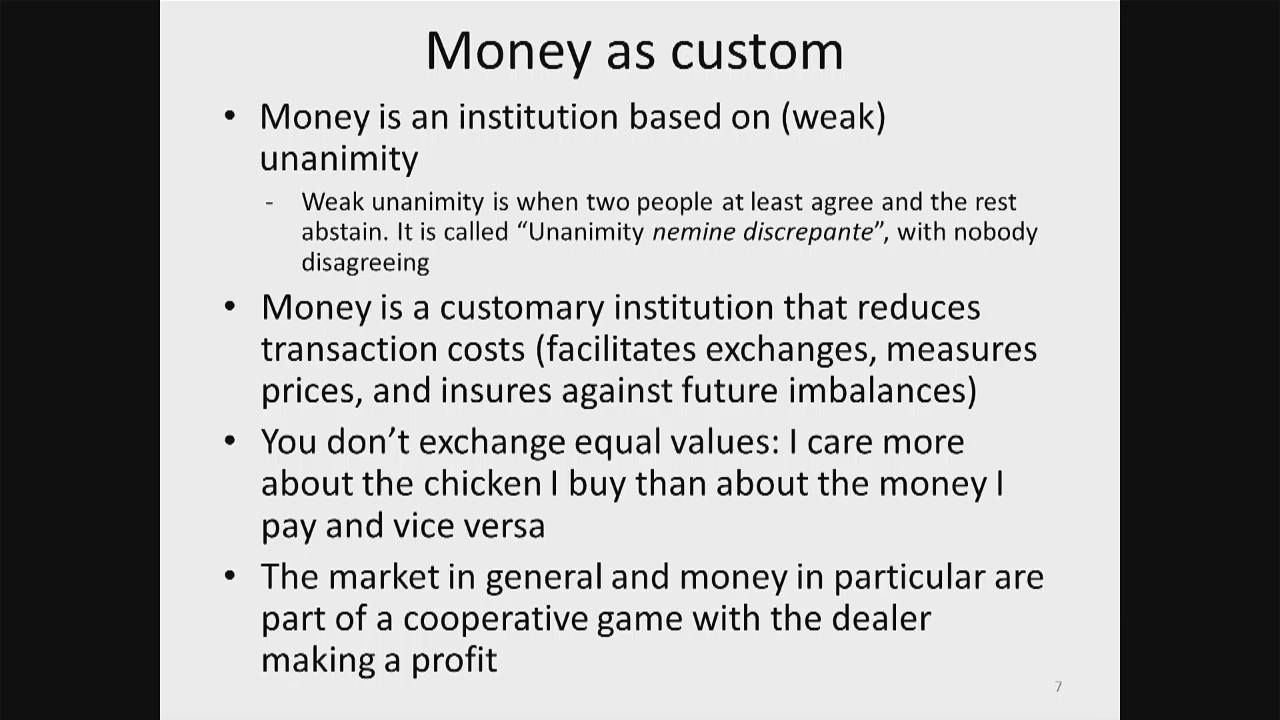 Money as custom
• Money is an institution based on (weak)
unanimity
- Weak unanimity is when two people at least agree and the rest
abstain. It is called “Unanimity nemine discrepante”, with nobody
disagreeing
• Money is a customary institution that reduces
transaction costs (facilitates exchanges, measures
prices, and insures against future imbalances)
• You don’t exchange equal values: I care more
about the chicken I buy than about the money I
pay and vice versa
• The market in general and money in particular are
part of a cooperative game with the dealer
making a profit
7